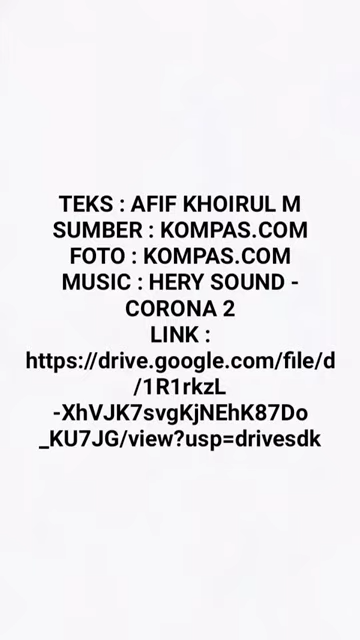 TEKS : AFIF KHOIRUL M
SUMBER : KOMPAS.COM
FOTO : KOMPAS.COM
MUSIC : HERY SOUND -
CORONA 2
LINK :
https://drive.google.com/file/d
/1R1rkzL
-XhVJK7svgKjNEhK87Do
_KU7JG/view?usp=drivesdk